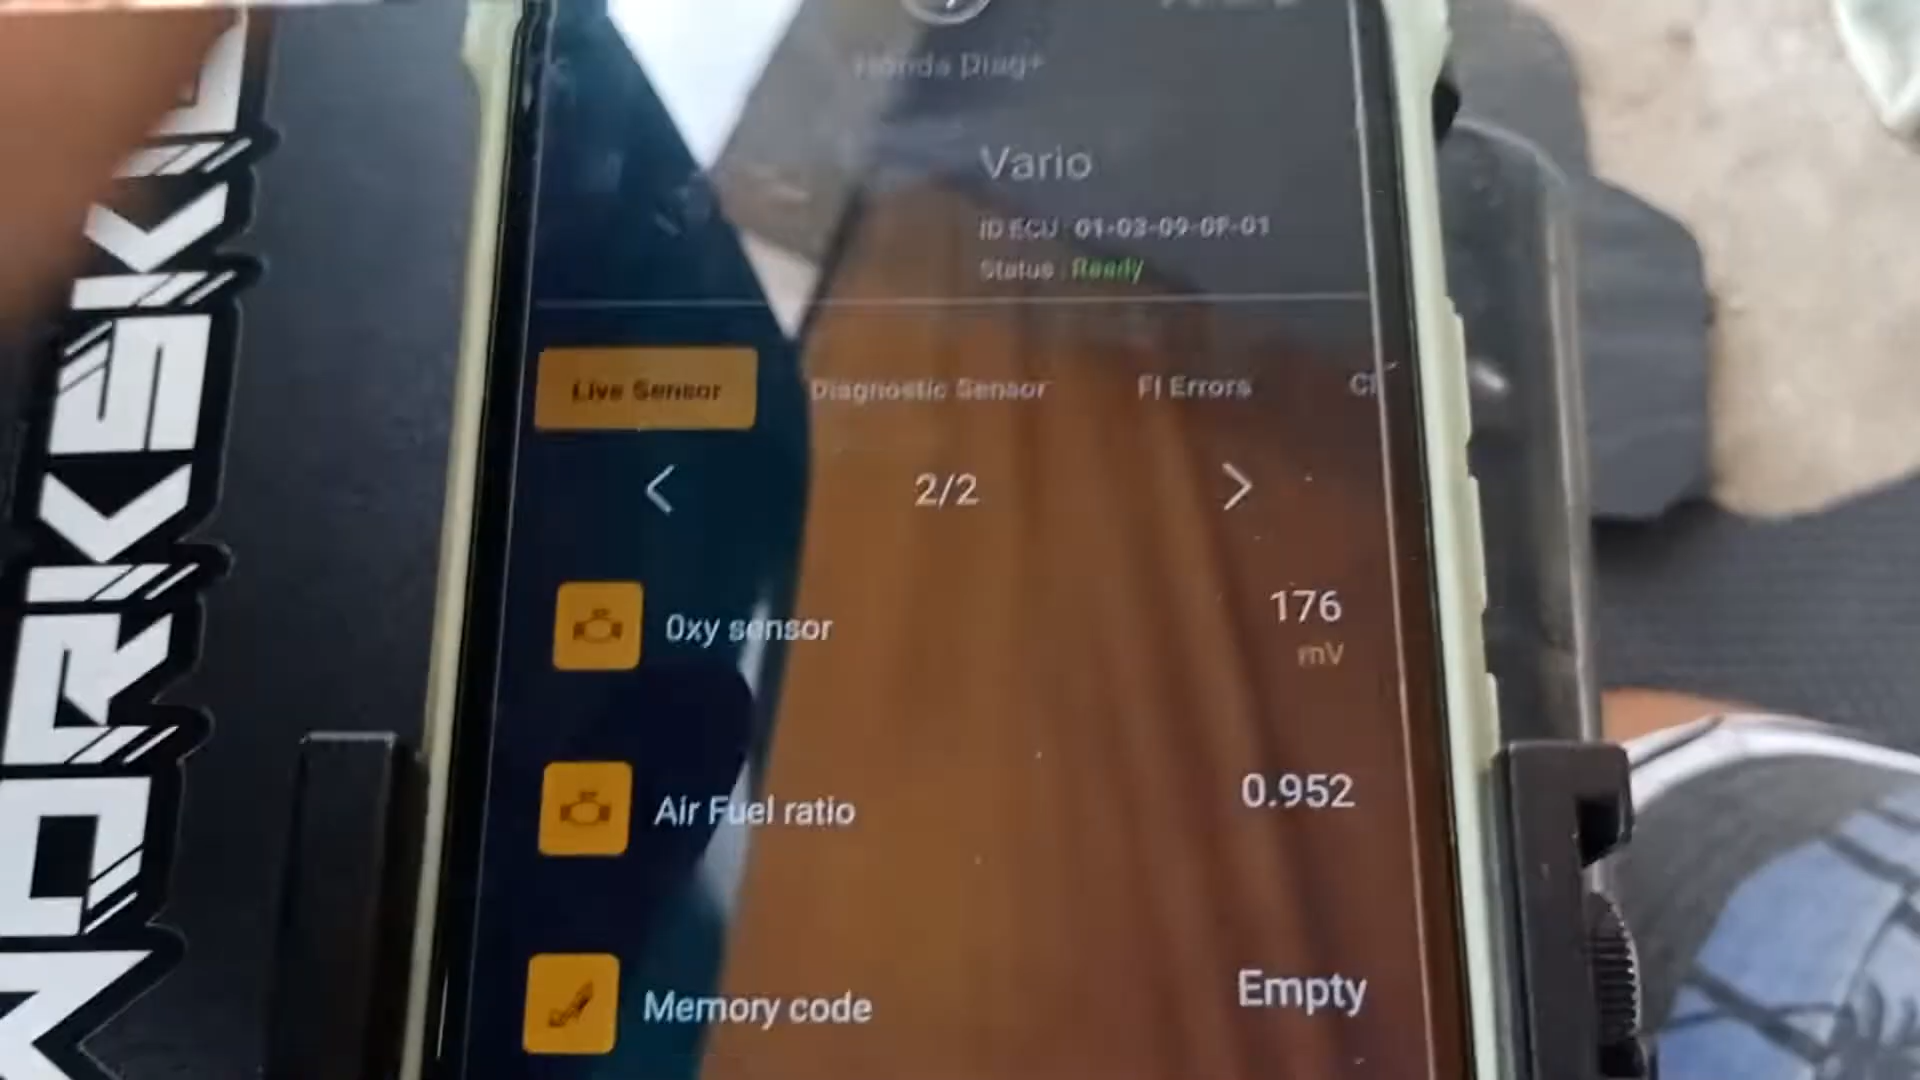 Honda Diag+
Vario
ID ECU : 01-03-09-0F-01
Status : Ready
Live Sensor
Diagnostic Sensor
FI Errors
2/2
Oxy sensor
176
mV
Air Fuel ratio
0.952
Memory code
Empty